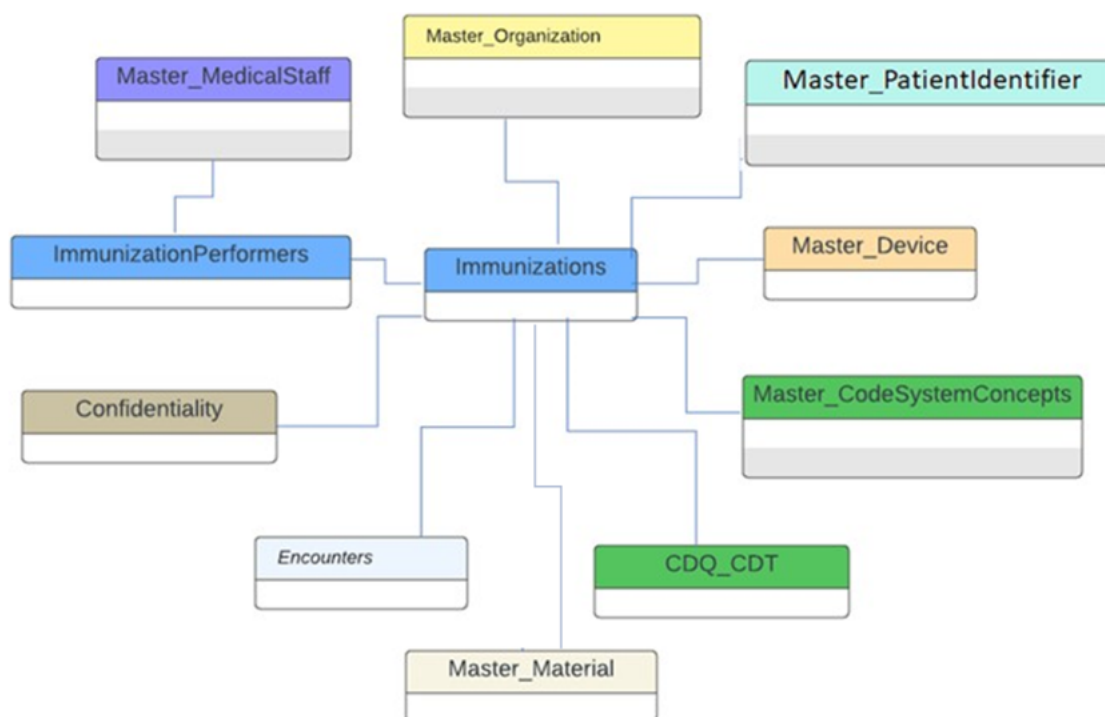 Master_Organization
Master_MedicalStaff
Master_PatientIdentifier
ImmunizationPerformers
Immunizations
Master_Device
Confidentiality
Master_CodeSystemConcepts
Encounters
CDQ_CDT
Master_Material